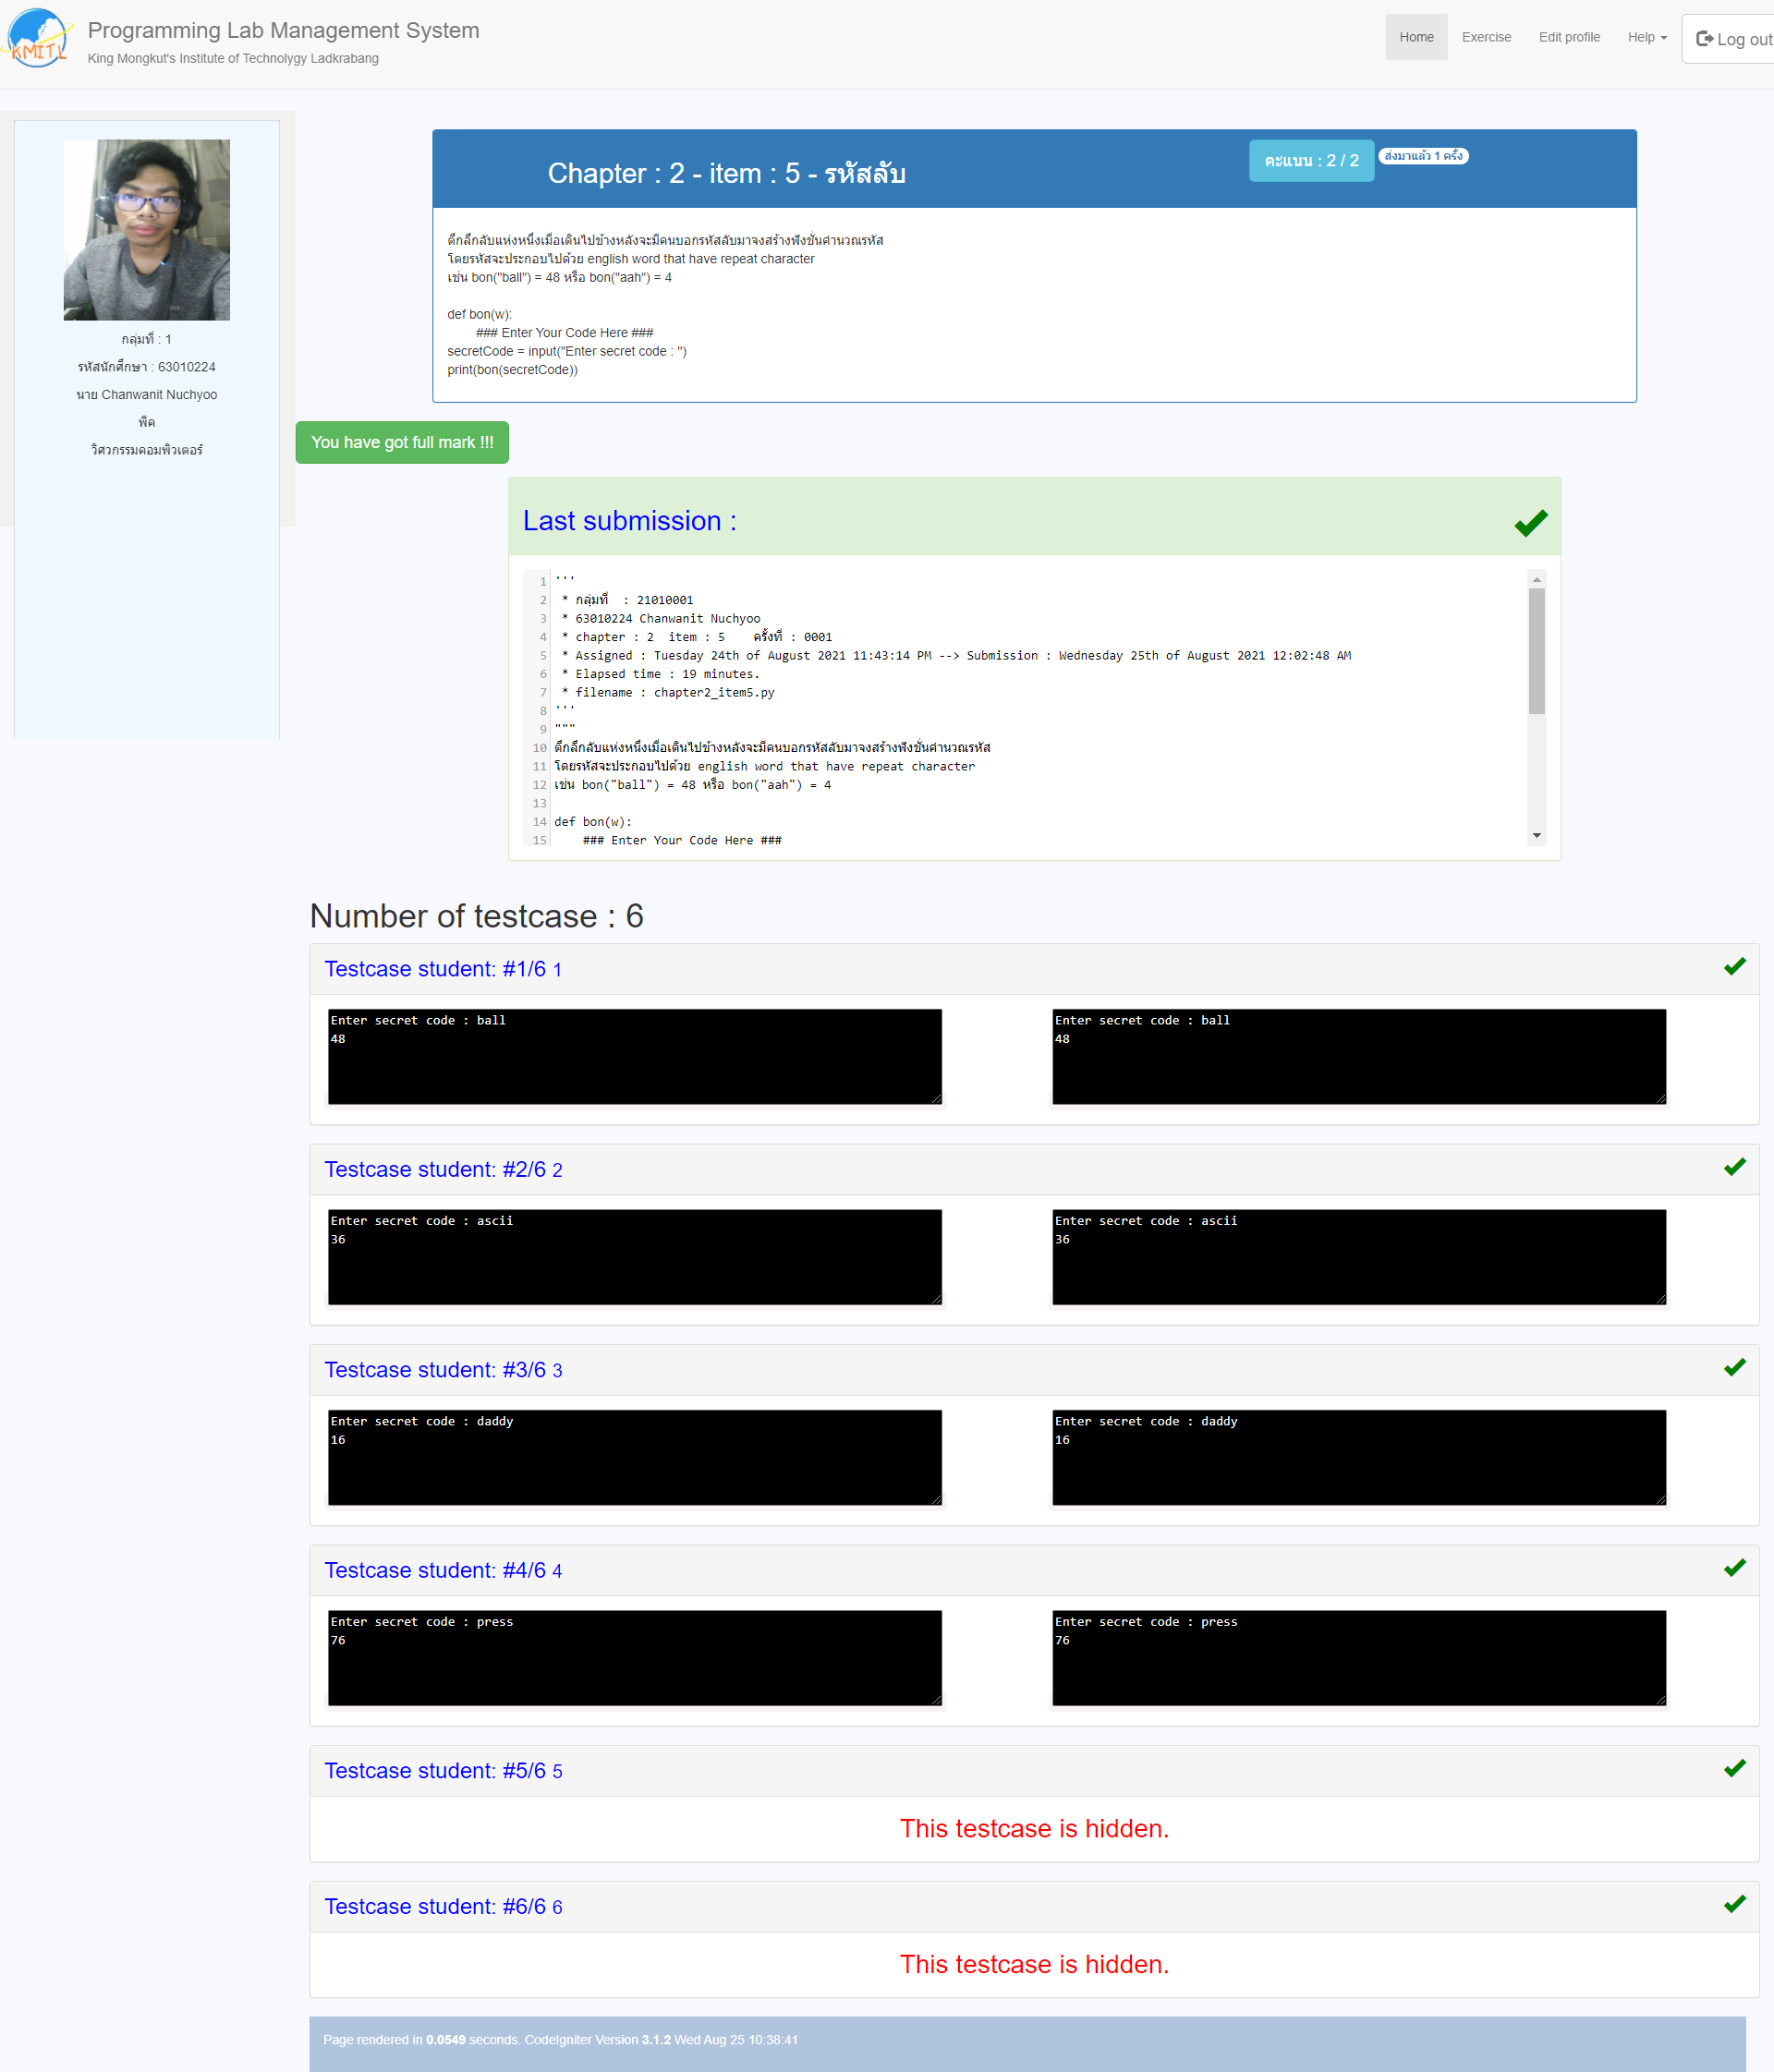 KMITL
Programming Lab Management System
King Mongkut's Institute of Technolygy Ladkrabang
Home
Exercise
Edit profile
Help
Log out
กลุ่มที่ : 1
รหัสนักศึกษา : 63010224
นาย Chanwanit Nuchyoo
พีค
วิศวกรรมคอมพิวเตอร์
Chapter : 2 - item : 5 - รหัสลับ
คะแนน : 2 / 2
ส่งมาแล้ว 1 ครั้ง
ตึกลึกลับแห่งหนึ่งเมื่อเดินไปข้างหลังจะมีคนบอกรหัสลับมาจงสร้างฟังชั่นคำนวณรหัส
โดยรหัสจะประกอบไปด้วย english word that have repeat character
เช่น bon("ball") = 48 หรือ bon("aah") = 4
def bon(w):
### Enter Your Code Here ###
secretCode = input("Enter secret code : ")
print(bon(secretCode))
You have got full mark !!!
Last submission :
1 '''
2 * กลุ่มที่ : 21010001
3 * 63010224 Chanwanit Nuchyoo
4 * chapter : 2 item : 5 ครั้งที่ : 0001
5 * Assigned : Tuesday 24th of August 2021 11:43:14 PM --> Submission : Wednesday 25th of August 2021 12:02:48 AM
6 * Elapsed time : 19 minutes.
7 * filename : chapter2_item5.py
8 '''
9 """
10 ตึกลึกลับแห่งหนึ่งเมื่อเดินไปข้างหลังจะมีคนบอกรหัสลับมาจงสร้างฟังชั่นคำนวณรหัส
11 โดยรหัสจะประกอบไปด้วย english word that have repeat character
12 เช่น bon("ball") = 48 หรือ bon("aah") = 4
13
14 def bon(w):
15 ### Enter Your Code Here ###
Number of testcase : 6
Testcase student: #1/6 1
Enter secret code : ball
48
Enter secret code : ball
48
Testcase student: #2/6 2
Enter secret code : ascii
36
Enter secret code : ascii
36
Testcase student: #3/6 3
Enter secret code : daddy
16
Enter secret code : daddy
16
Testcase student: #4/6 4
Enter secret code : press
76
Enter secret code : press
76
Testcase student: #5/6 5
This testcase is hidden.
Testcase student: #6/6 6
This testcase is hidden.
Page rendered in 0.0549 seconds. CodeIgniter Version 3.1.2 Wed Aug 25 10:38:41